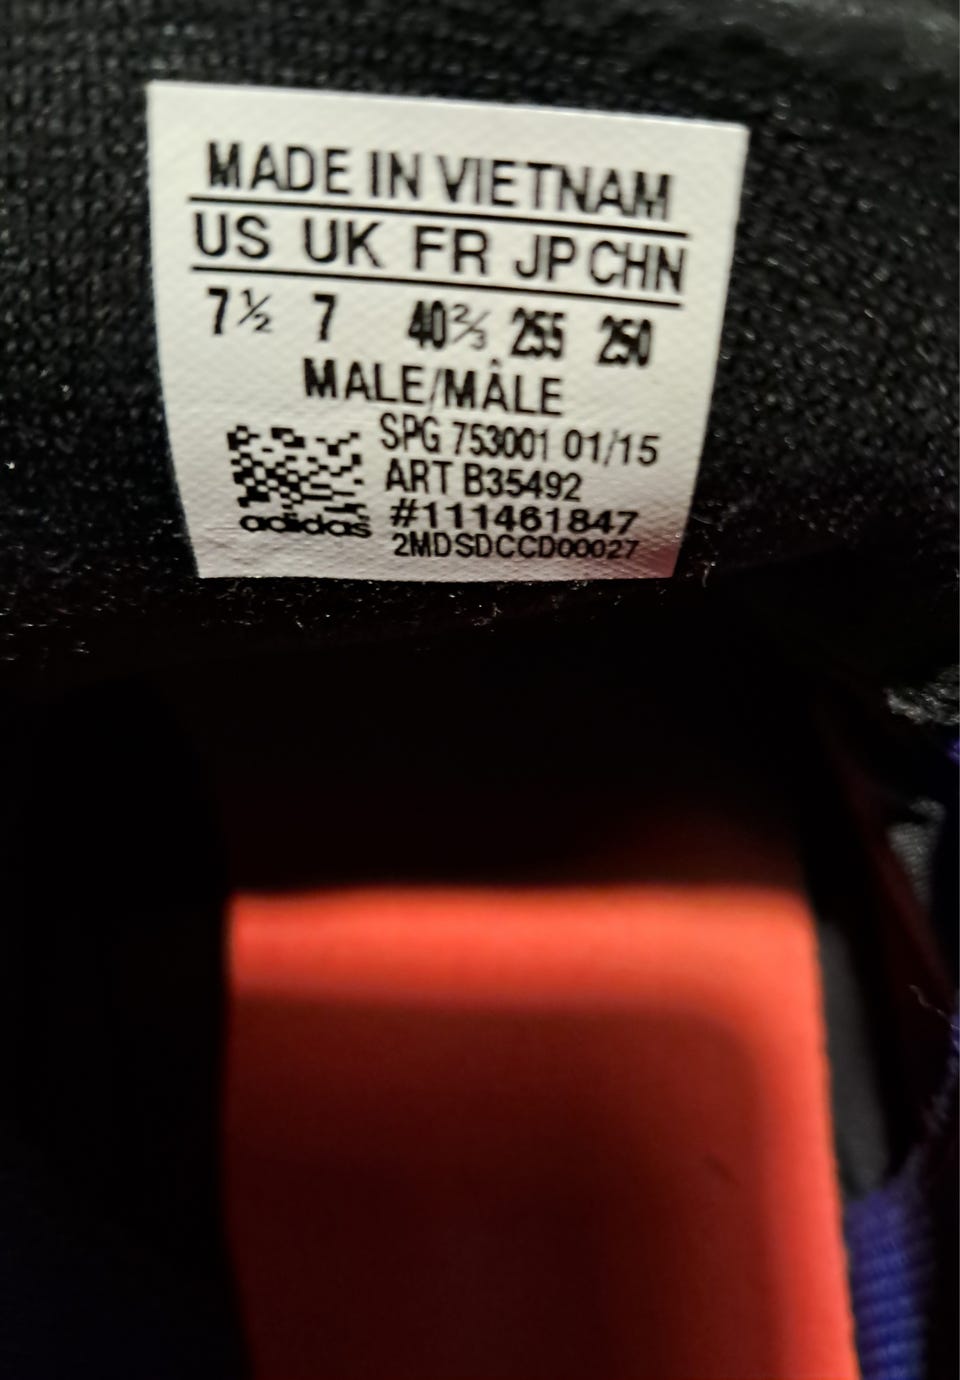 MADE IN VIETNAM
US UK FR JP CHN
7½ 7 40⅔ 255 250
MALE/MÂLE
SPG 753001 01/15
ART B35492
#111461847
adidas
2MDSDCCD00027